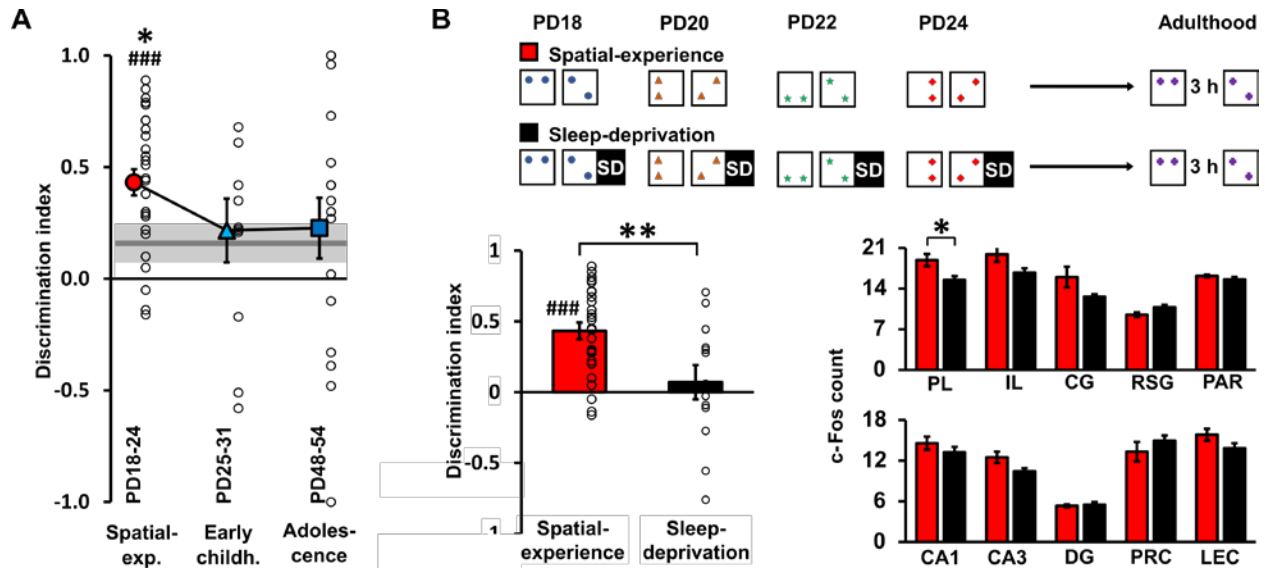 A
*
###
1.0
0.5
0.0
-0.5
-1.0
Discrimination index
PD18-24
PD25-31
PD48-54
Spatial-
exp.
Early
childh.
Adoles-
cence
B
PD18 PD20 PD22 PD24 Adulthood
Spatial-experience
3 h
Sleep-deprivation
SD SD SD SD 3 h
**
###
1
0.5
0
-0.5
1
Discrimination index
Spatial-
experience
Sleep-
deprivation
*
21
14
7
0
PL IL CG RSG PAR
c-Fos count
18
12
6
0
CA1 CA3 DG PRC LEC